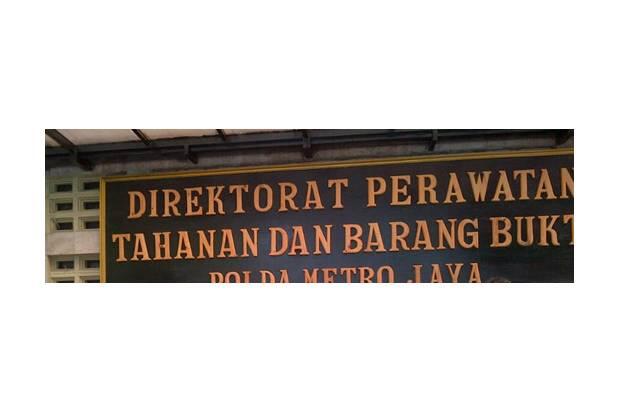 DIREKTORAT PERAWATAN
TAHANAN DAN BARANG BUKT
POLDA METRO JAYA